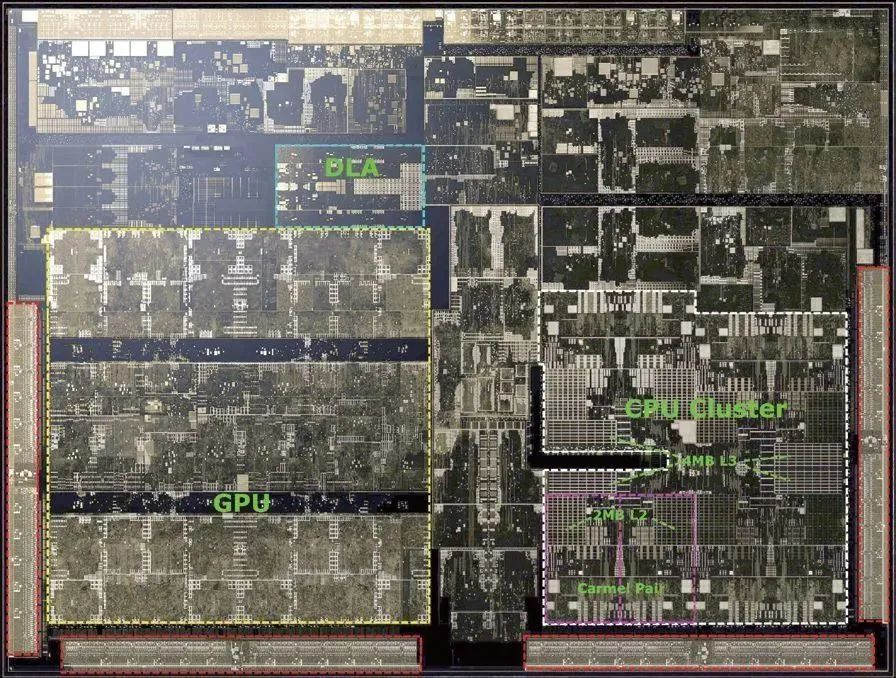 DLA
CPU Cluster
4MB L3
GPU
2MB L2
Carmel Pair